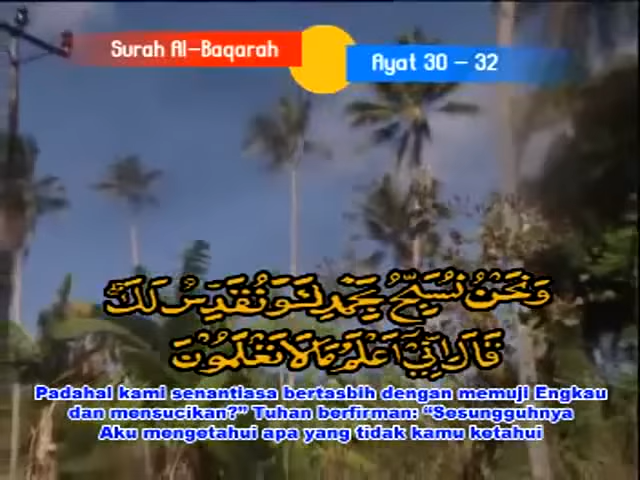 Surah Al-Baqarah
Ayat 30 – 32
وَنَحْنُ نُسَبِّحُ بِحَمْدِكَ وَنُقَدِّسُ لَكَ
قَالَ إِنِّي أَعْلَمُ مَا لَا تَعْلَمُونَ
Padahal kami senantiasa bertasbih dengan memuji Engkau
dan mensucikan?” Tuhan berfirman: “Sesungguhnya
Aku mengetahui apa yang tidak kamu ketahui